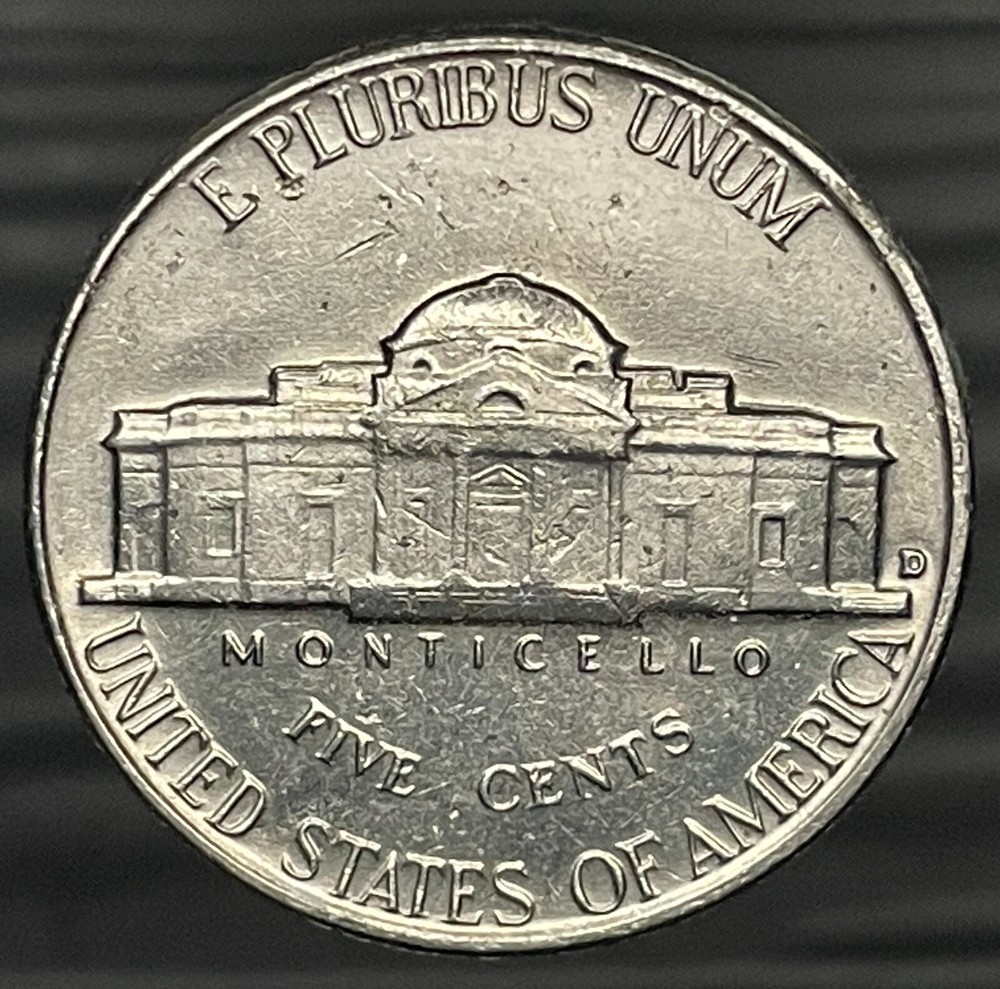 E PLURIBUS UNUM
D
MONTICELLO
FIVE CENTS
UNITED STATES OF AMERICA